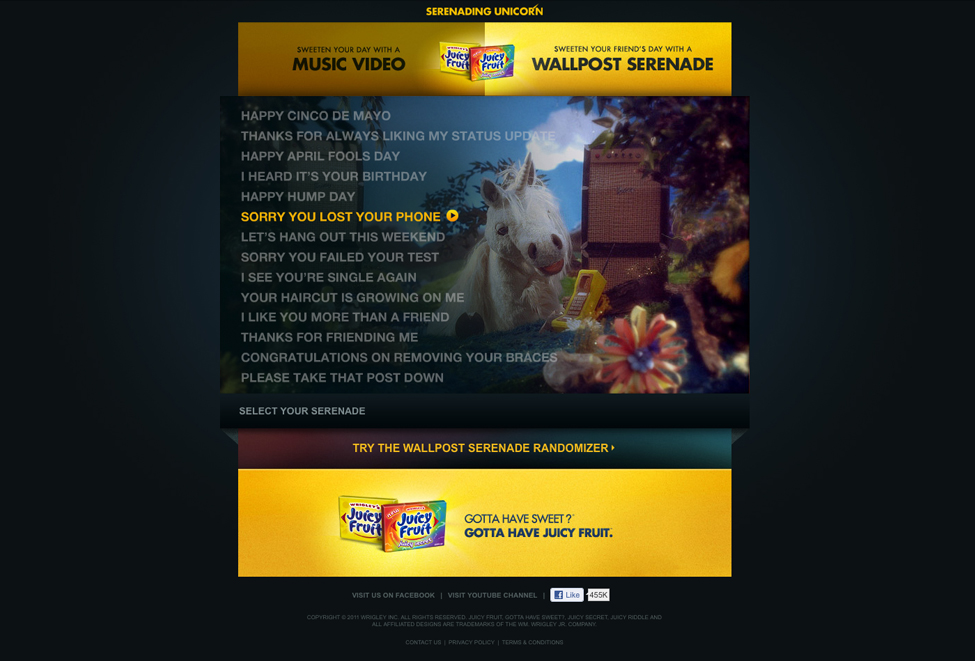 SERENADING UNICORN
SWEETEN YOUR DAY WITH A
MUSIC VIDEO
WRIGLEY'S
Juicy Fruit
Juicy Fruit
SWEETEN YOUR FRIEND'S DAY WITH A
WALLPOST SERENADE
HAPPY CINCO DE MAYO
THANKS FOR ALWAYS LIKING MY STATUS UPDATE
HAPPY APRIL FOOLS DAY
I HEARD IT'S YOUR BIRTHDAY
HAPPY HUMP DAY
SORRY YOU LOST YOUR PHONE
LET'S HANG OUT THIS WEEKEND
SORRY YOU FAILED YOUR TEST
I SEE YOU'RE SINGLE AGAIN
YOUR HAIRCUT IS GROWING ON ME
I LIKE YOU MORE THAN A FRIEND
THANKS FOR FRIENDING ME
CONGRATULATIONS ON REMOVING YOUR BRACES
PLEASE TAKE THAT POST DOWN
SELECT YOUR SERENADE
TRY THE WALLPOST SERENADE RANDOMIZER
WRIGLEY'S
Juicy Fruit
Juicy Fruit
GOTTA HAVE SWEET?
GOTTA HAVE JUICY FRUIT.
VISIT US ON FACEBOOK | VISIT YOUTUBE CHANNEL | Like 455K
COPYRIGHT © 2011 WRIGLEY INC. ALL RIGHTS RESERVED. JUICY FRUIT, GOTTA HAVE SWEET?, JUICY SECRET, JUICY RIDDLE AND
ALL AFFILIATED DESIGNS ARE TRADEMARKS OF THE WM. WRIGLEY JR. COMPANY.
CONTACT US | PRIVACY POLICY | TERMS & CONDITIONS